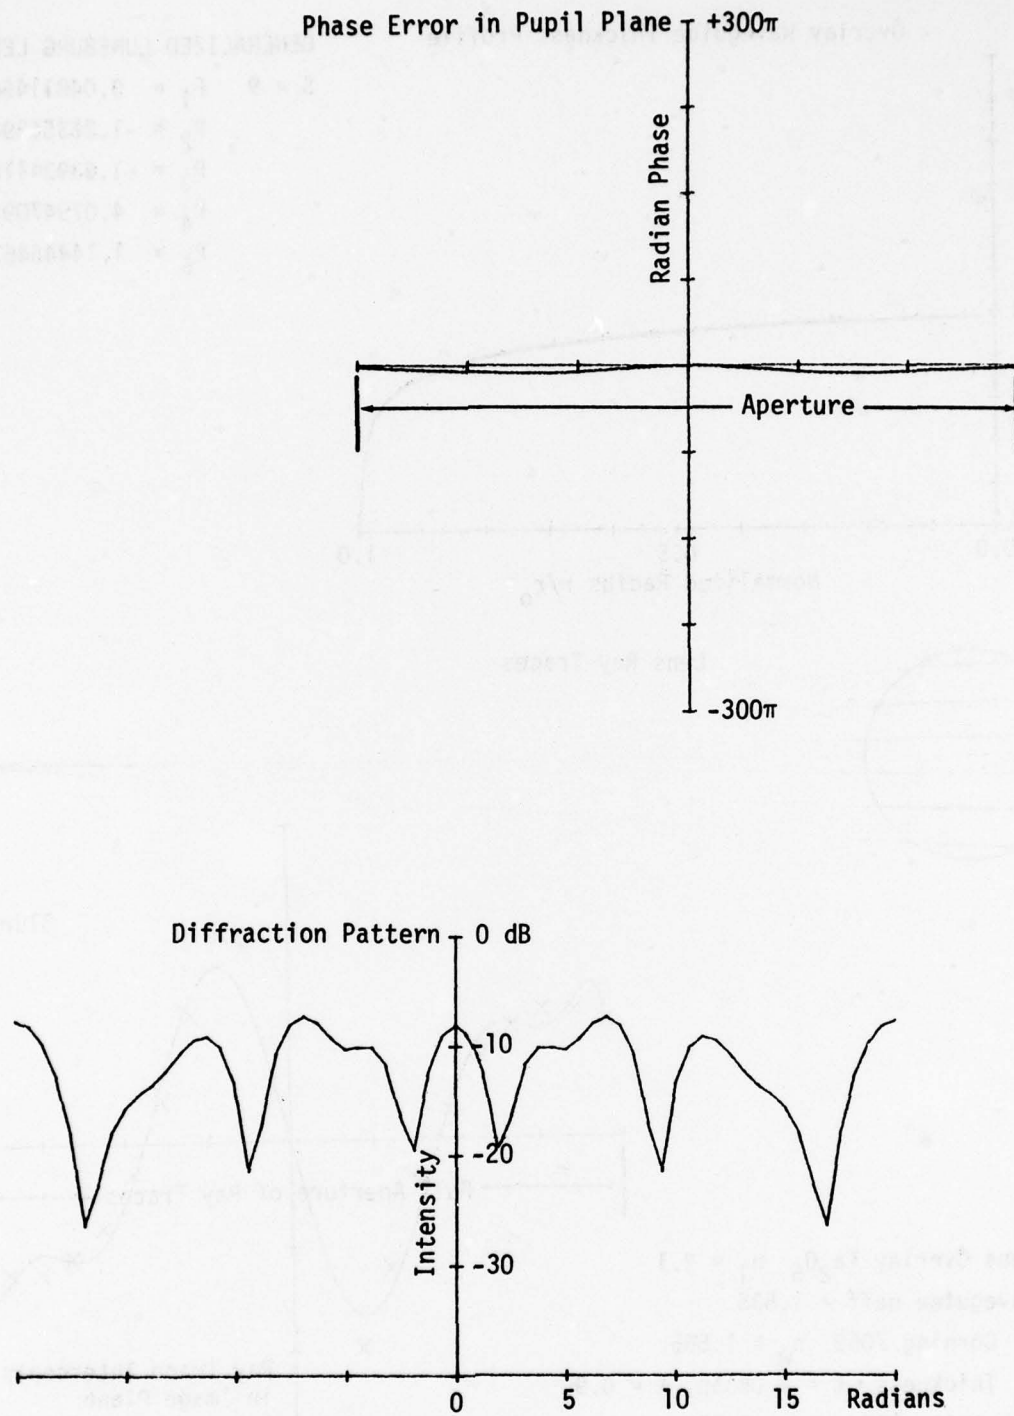 Phase Error in Pupil Plane
+300π
Radian Phase
Aperture
-300π
Diffraction Pattern
0 dB
-10
-20
-30
Intensity
0
5
10
15
Radians